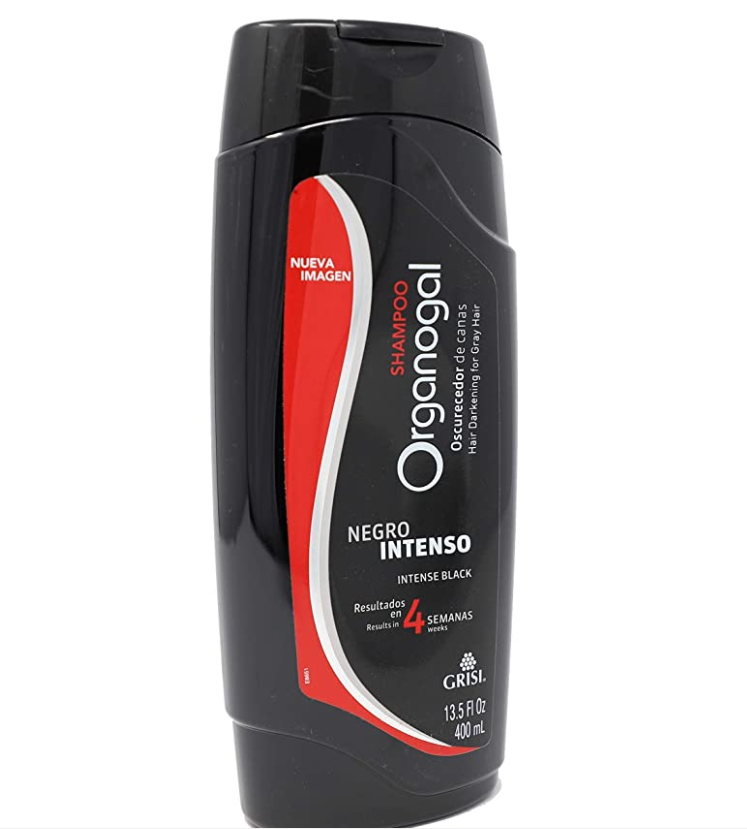 NUEVA
IMAGEN
SHAMPOO
Organogal
Oscurecedor de canas
Hair Darkening for Gray Hair
NEGRO
INTENSO
INTENSE BLACK
Resultados
en
Results in
4
SEMANAS
weeks
GRISI.
13.5 Fl Oz
400 mL